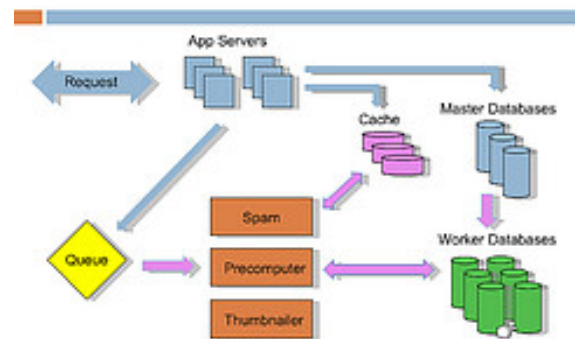 App Servers
Request
Cache
Master Databases
Spam
Worker Databases
Queue
Precomputer
Thumbnailer